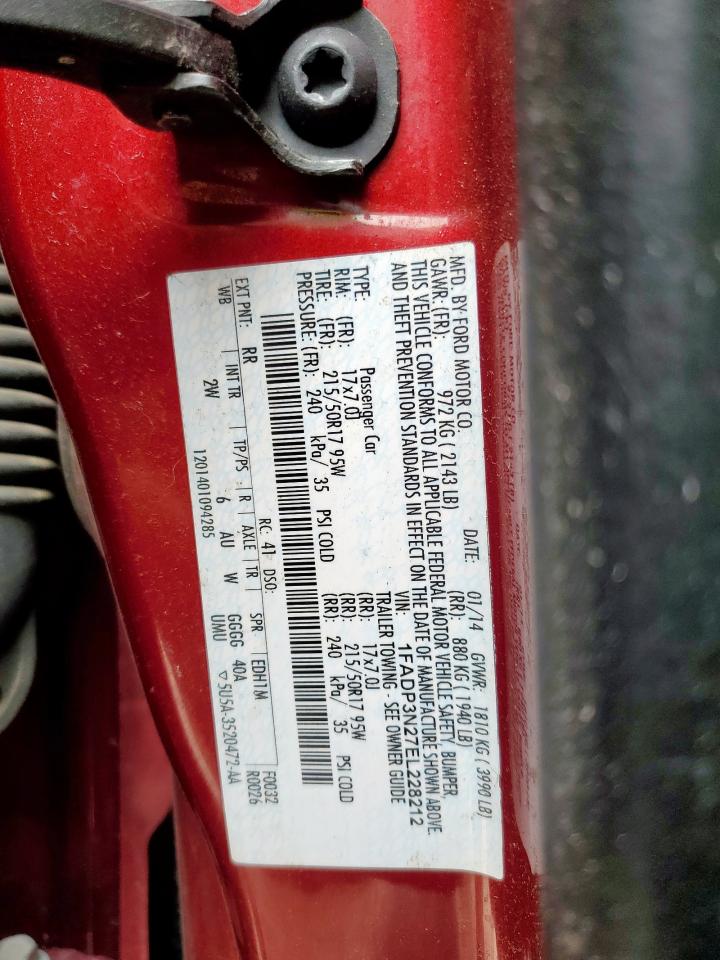 MFD. BY FORD MOTOR CO.
DATE: 01/14 GVWR: 1810 KG ( 3990 LB)
GAWR: (FR): 972 KG ( 2143 LB) (RR): 880 KG ( 1940 LB)
THIS VEHICLE CONFORMS TO ALL APPLICABLE FEDERAL MOTOR VEHICLE SAFETY, BUMPER
AND THEFT PREVENTION STANDARDS IN EFFECT ON THE DATE OF MANUFACTURE SHOWN ABOVE.
VIN: 1FADP3N27EL228212
TYPE: Passenger Car TRAILER TOWING - SEE OWNER GUIDE
RIM: (FR): 17x7.0J (RR): 17x7.0J
TIRE: (FR): 215/50R17 95W (RR): 215/50R17 95W
PRESSURE: (FR): 240 kPa/ 35 PSI COLD (RR): 240 kPa/ 35 PSI COLD
RC: 41 DSO: F0032
EXT PNT: RR EDH1M R0026
WB INT TR TP/PS R AXLE TR SPR
2W 6 AU W GGGG 40A
UMU
1201401094285 ▽5U5A-3520472-AA